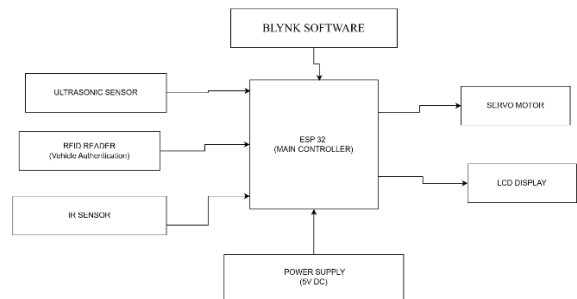 BLYNK SOFTWARE
ULTRASONIC SENSOR
SERVO MOTOR
RFID READER
(Vehicle Authentication)
ESP 32
(MAIN CONTROLLER)
LCD DISPLAY
IR SENSOR
POWER SUPPLY
(5V DC)